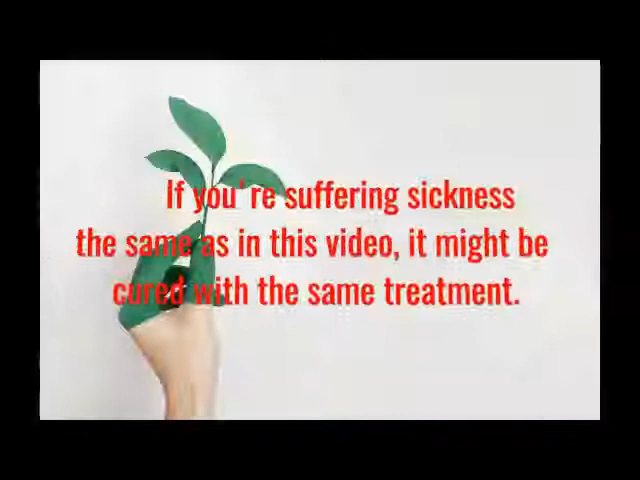 If you're suffering sickness
the same as in this video, it might be
cured with the same treatment.